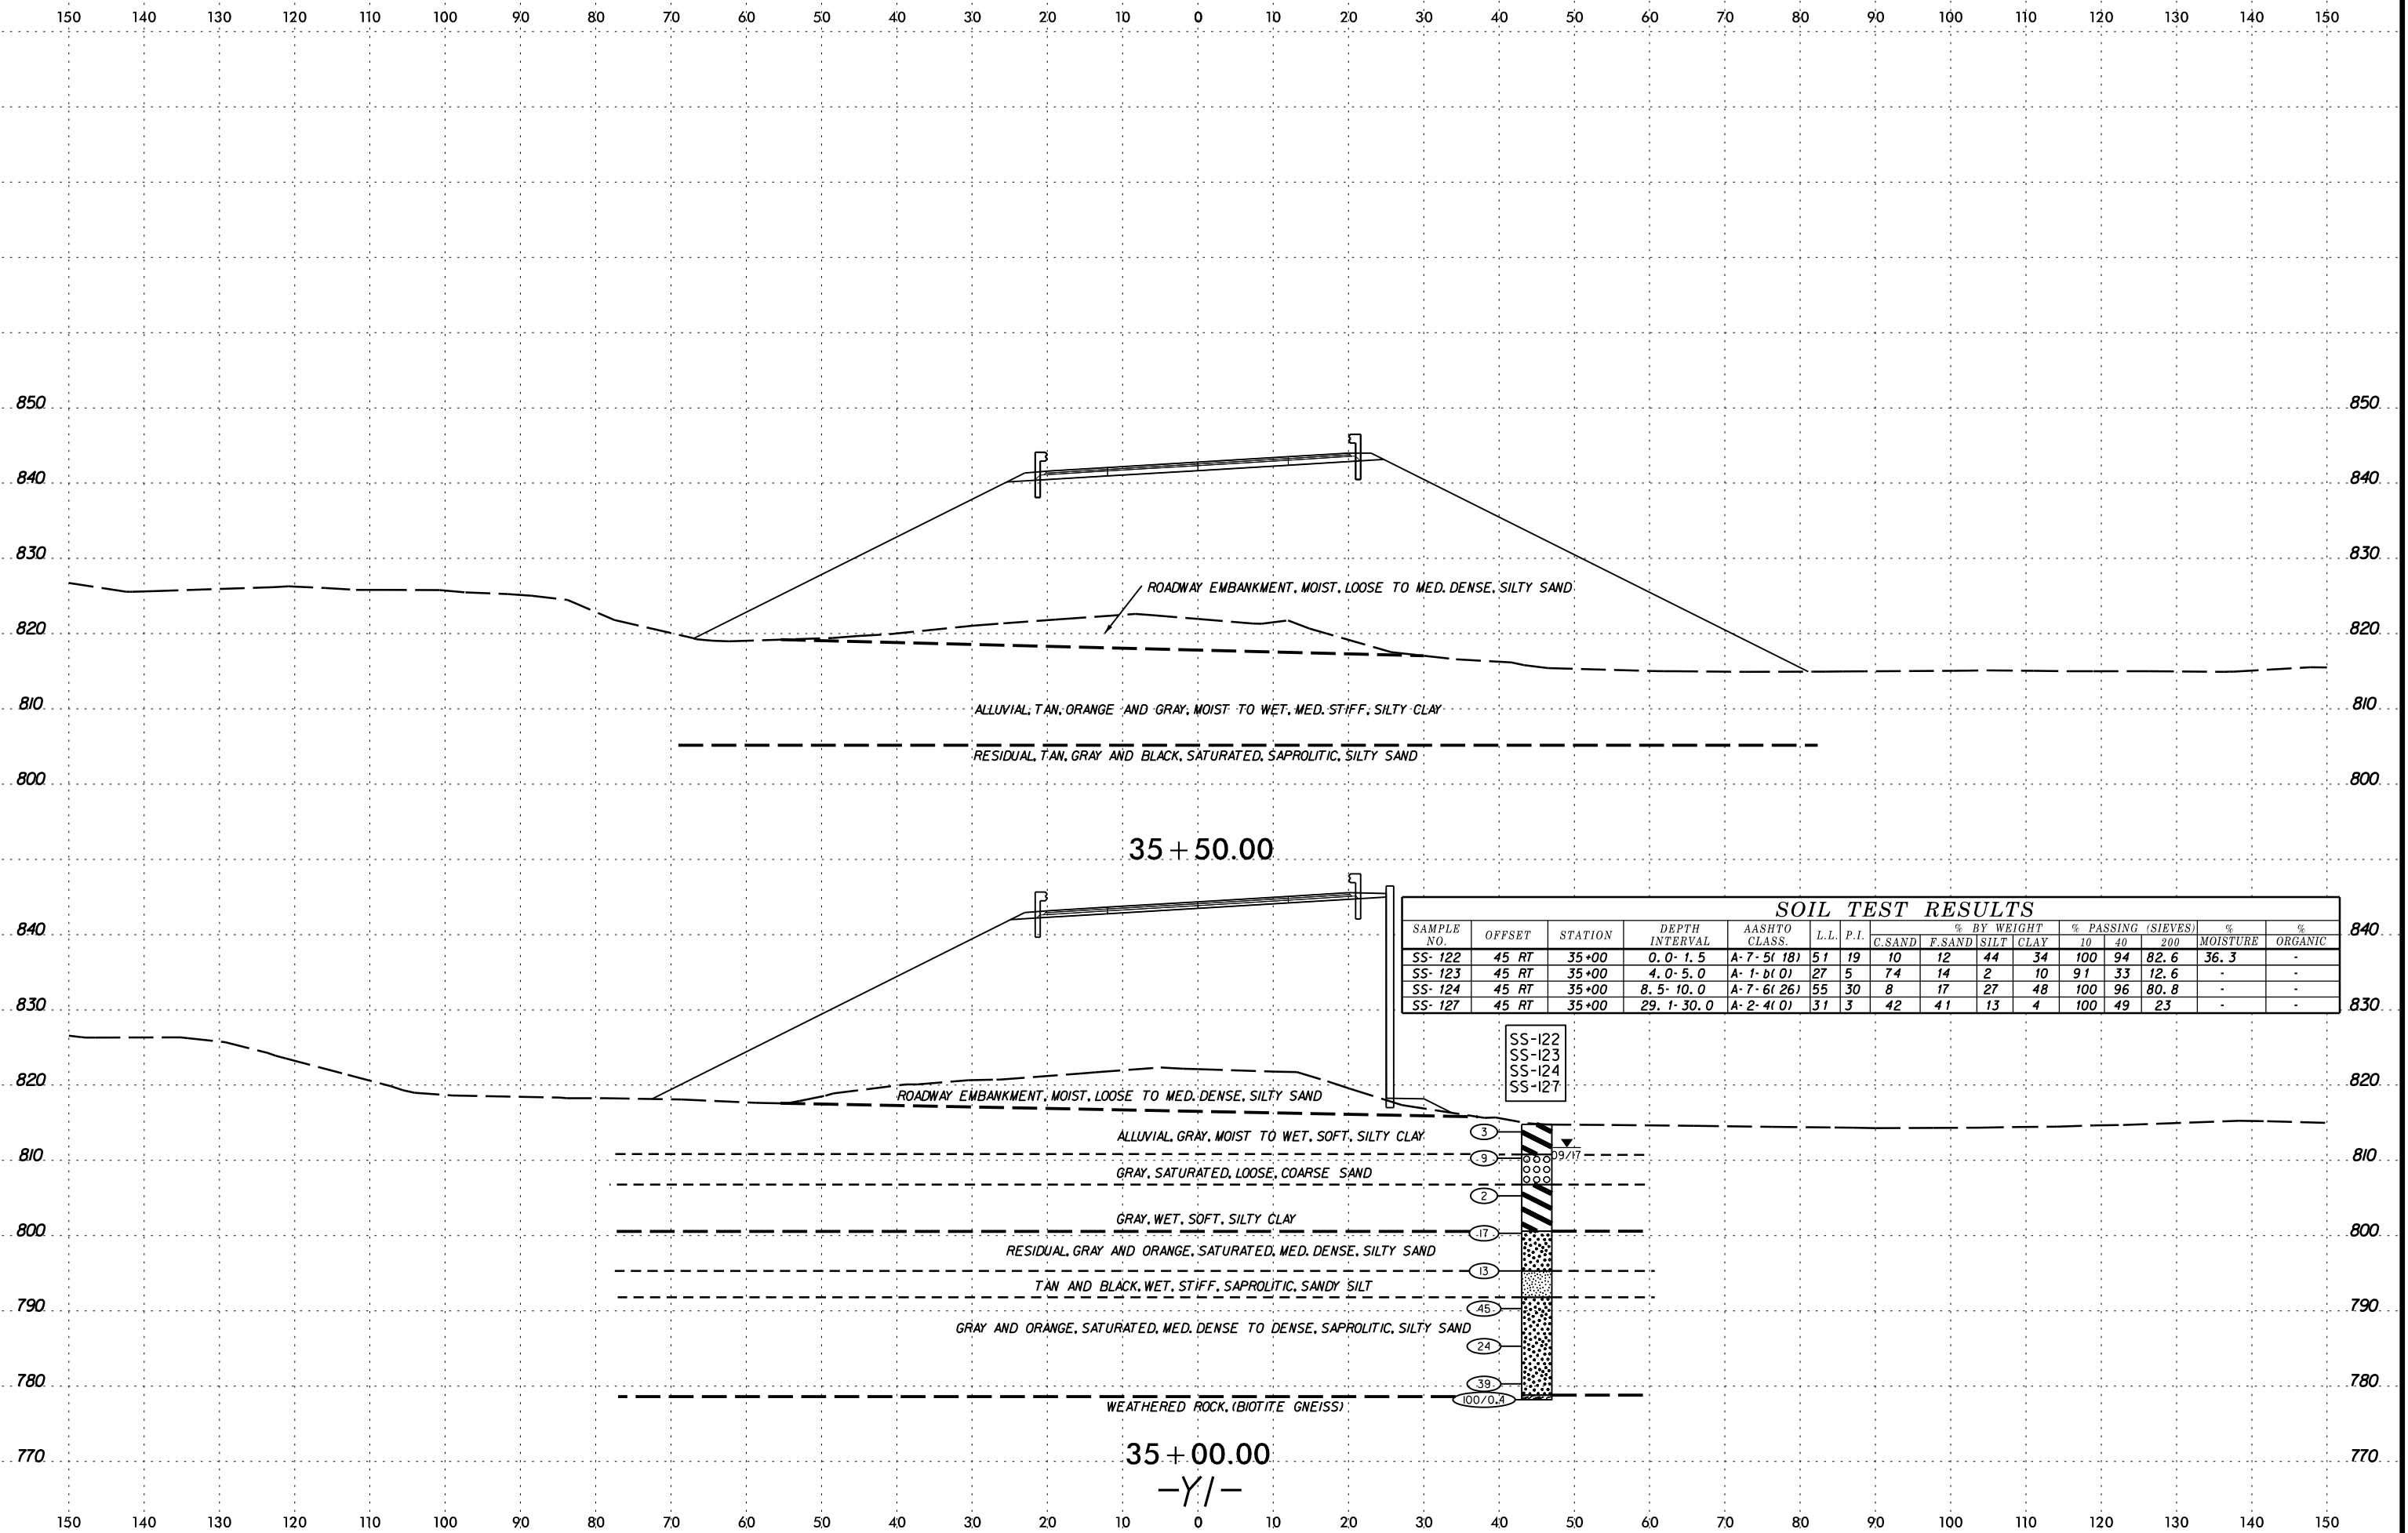 150 140 130 120 110 100 90 80 70 60 50 40 30 20 10 0 10 20 30 40 50 60 70 80 90 100 110 120 130 140 150
850 850
840 840
830 830
ROADWAY EMBANKMENT, MOIST, LOOSE TO MED. DENSE, SILTY SAND
820 820
810 810
ALLUVIAL, TAN, ORANGE AND GRAY, MOIST TO WET, MED. STIFF, SILTY CLAY
RESIDUAL, TAN, GRAY AND BLACK, SATURATED, SAPROLITIC, SILTY SAND
800 800
35+50.00
SOIL TEST RESULTS
SAMPLE NO. OFFSET STATION DEPTH INTERVAL AASHTO CLASS. L.L. P.I. % BY WEIGHT % PASSING (SIEVES) % MOISTURE % ORGANIC
C.SAND F.SAND SILT CLAY 10 40 200
SS-122 45 RT 35+00 0.0-1.5 A-7-5(18) 51 19 10 12 44 34 100 94 82.6 36.3 -
SS-123 45 RT 35+00 4.0-5.0 A-1-b(0) 27 5 74 14 2 10 91 33 12.6 - -
SS-124 45 RT 35+00 8.5-10.0 A-7-6(26) 55 30 8 17 27 48 100 96 80.8 - -
SS-127 45 RT 35+00 29.1-30.0 A-2-4(0) 31 3 42 41 13 4 100 49 23 - -
840 840
830 830
SS-122
SS-123
SS-124
SS-127
820 820
ROADWAY EMBANKMENT, MOIST, LOOSE TO MED. DENSE, SILTY SAND
3
ALLUVIAL, GRAY, MOIST TO WET, SOFT, SILTY CLAY
810 9 09/17 810
GRAY, SATURATED, LOOSE, COARSE SAND
2
GRAY, WET, SOFT, SILTY CLAY
800 17 800
RESIDUAL, GRAY AND ORANGE, SATURATED, MED. DENSE, SILTY SAND
13
TAN AND BLACK, WET, STIFF, SAPROLITIC, SANDY SILT
790 45 790
GRAY AND ORANGE, SATURATED, MED. DENSE TO DENSE, SAPROLITIC, SILTY SAND
24
780 39 780
100/0.4
WEATHERED ROCK, (BIOTITE GNEISS)
35+00.00
770 770
-Y1-
150 140 130 120 110 100 90 80 70 60 50 40 30 20 10 0 10 20 30 40 50 60 70 80 90 100 110 120 130 140 150